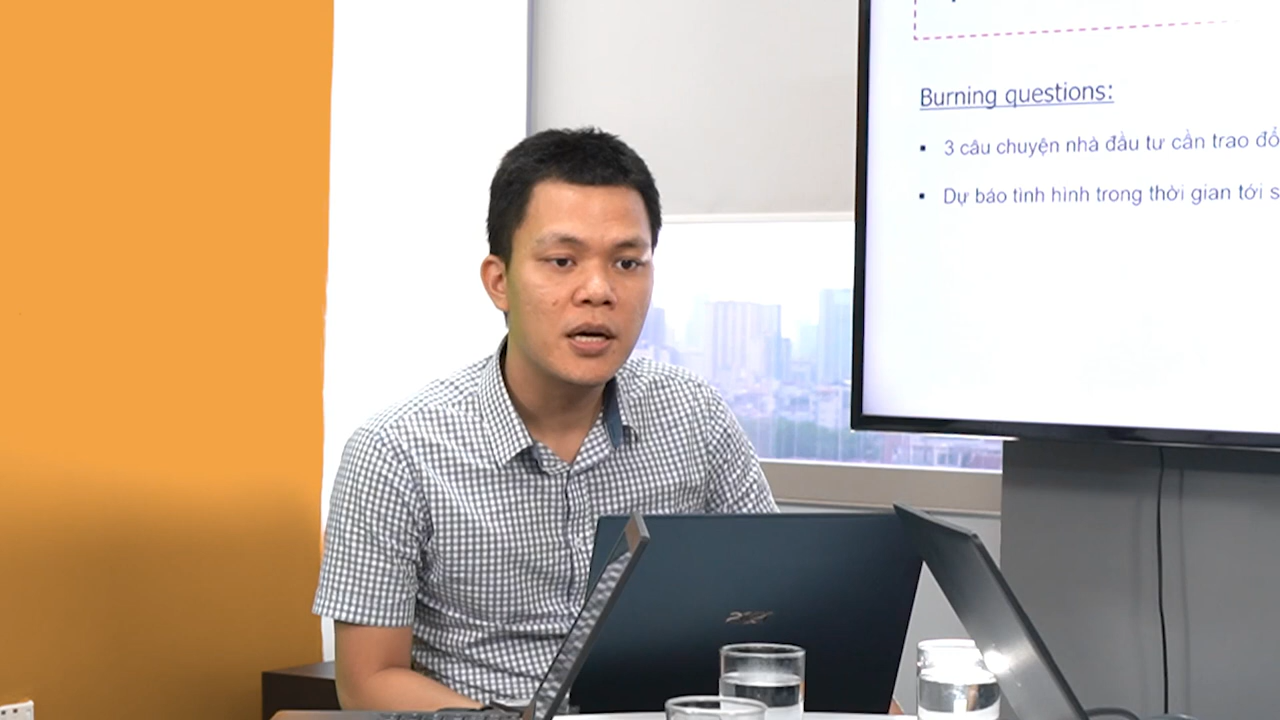 Burning questions:
▪ 3 câu chuyện nhà đầu tư cần trao đổ
▪ Dự báo tình hình trong thời gian tới s